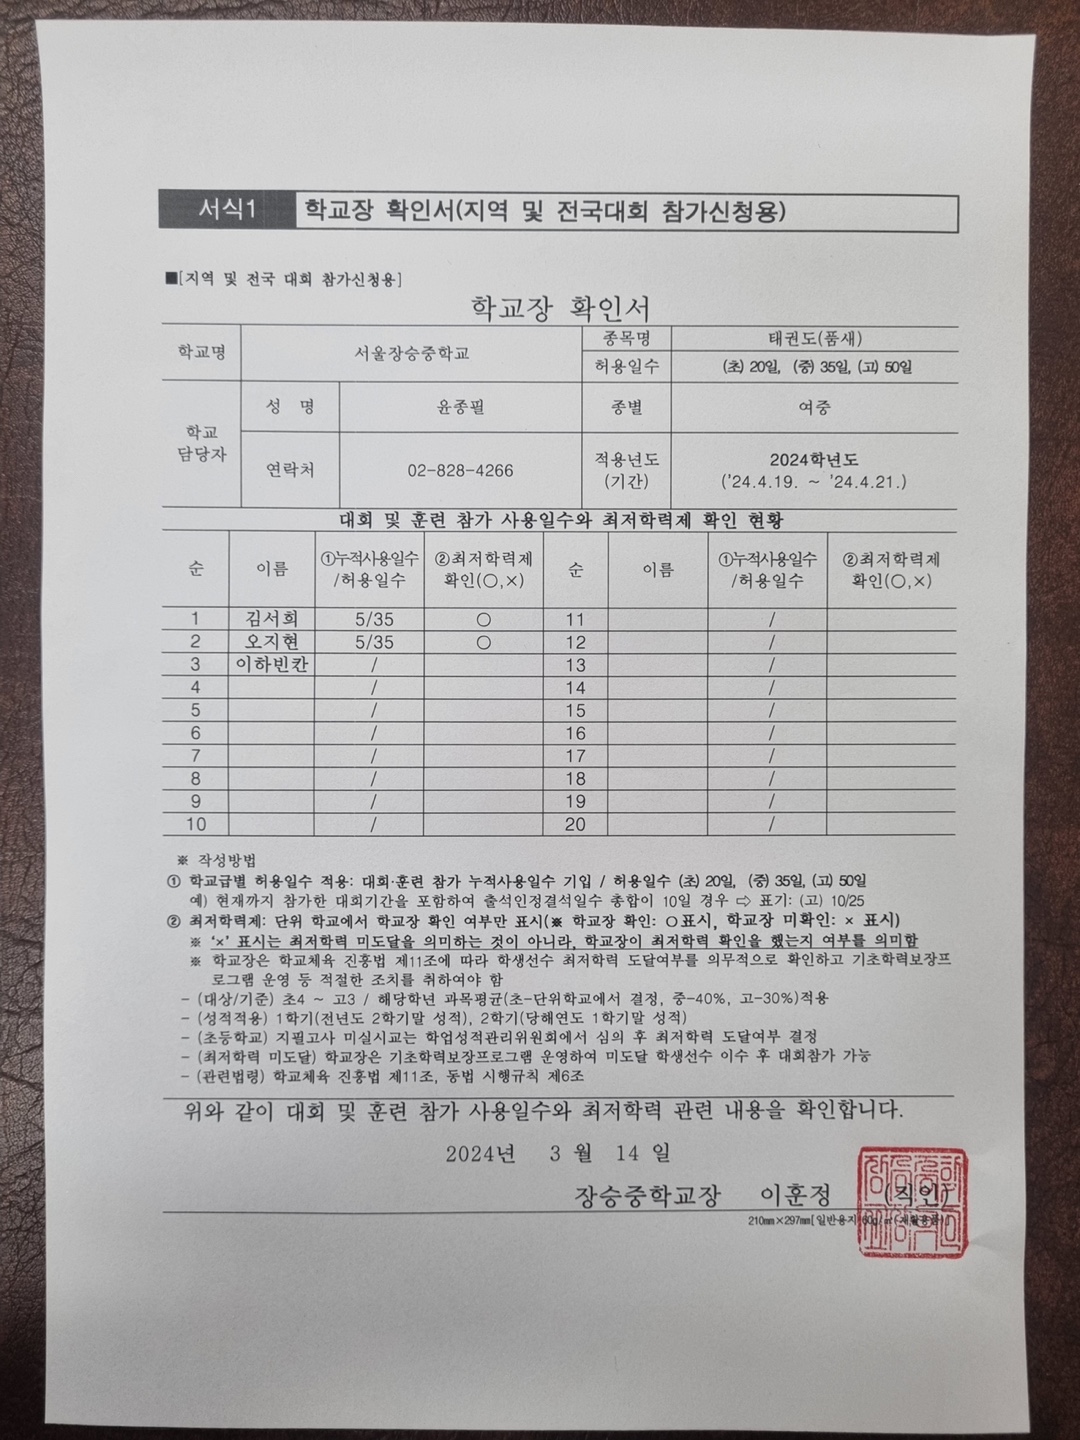 서식1 학교장 확인서(지역 및 전국대회 참가신청용)
■[지역 및 전국 대회 참가신청용]
학교장 확인서
학교명 서울장승중학교 종목명 태권도(품새)
허용일수 (초) 20일, (중) 35일, (고) 50일
학교 담당자 성 명 윤종필 종별 여중
연락처 02-828-4266 적용년도 (기간) 2024학년도 ('24.4.19. ~ '24.4.21.)
대회 및 훈련 참가 사용일수와 최저학력제 확인 현황
순 이름 ①누적사용일수 /허용일수 ②최저학력제 확인(○,×) 순 이름 ①누적사용일수 /허용일수 ②최저학력제 확인(○,×)
1 김서희 5/35 ○ 11 /
2 오지현 5/35 ○ 12 /
3 이하빈칸 / 13 /
4 / 14 /
5 / 15 /
6 / 16 /
7 / 17 /
8 / 18 /
9 / 19 /
10 / 20 /
※ 작성방법
① 학교급별 허용일수 적용: 대회·훈련 참가 누적사용일수 기입 / 허용일수 (초) 20일, (중) 35일, (고) 50일
예) 현재까지 참가한 대회기간을 포함하여 출석인정결석일수 총합이 10일 경우 ⇨ 표기: (고) 10/25
② 최저학력제: 단위 학교에서 학교장 확인 여부만 표시(※ 학교장 확인: ○표시, 학교장 미확인: × 표시)
※ '×' 표시는 최저학력 미도달을 의미하는 것이 아니라, 학교장이 최저학력 확인을 했는지 여부를 의미함
※ 학교장은 학교체육 진흥법 제11조에 따라 학생선수 최저학력 도달여부를 의무적으로 확인하고 기초학력보장프
로그램 운영 등 적절한 조치를 취하여야 함
- (대상/기준) 초4 ~ 고3 / 해당학년 과목평균(초-단위학교에서 결정, 중-40%, 고-30%)적용
- (성적적용) 1학기(전년도 2학기말 성적), 2학기(당해연도 1학기말 성적)
- (초등학교) 지필고사 미실시교는 학업성적관리위원회에서 심의 후 최저학력 도달여부 결정
- (최저학력 미도달) 학교장은 기초학력보장프로그램 운영하여 미도달 학생선수 이수 후 대회참가 가능
- (관련법령) 학교체육 진흥법 제11조, 동법 시행규칙 제6조
위와 같이 대회 및 훈련 참가 사용일수와 최저학력 관련 내용을 확인합니다.
2024년 3 월 14 일
장승중학교장 이훈정 (직인)
210㎜×297㎜[일반용지 60g/㎡(재활용품)]